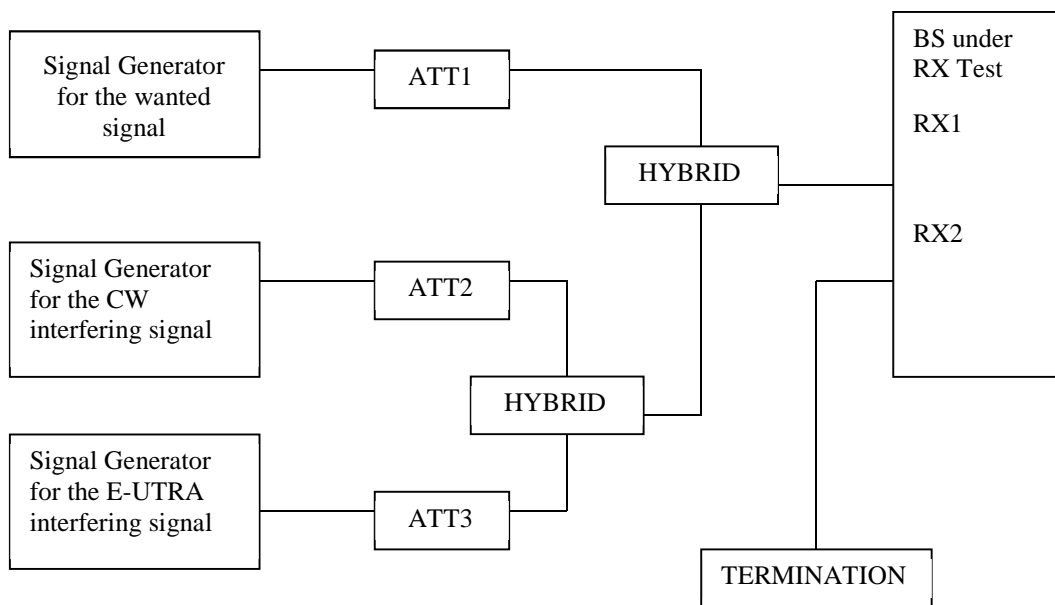 Signal Generator
for the wanted
signal
ATT1
HYBRID
BS under
RX Test
RX1
RX2
Signal Generator
for the CW
interfering signal
ATT2
HYBRID
Signal Generator
for the E-UTRA
interfering signal
ATT3
TERMINATION